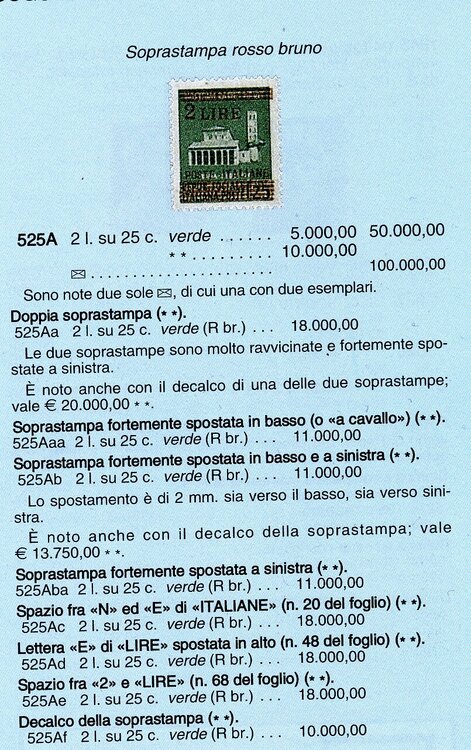 Soprastampa rosso bruno
2 LIRE
POSTE ITALIANE
525A 2 l. su 25 c. verde . . . . . . 5.000,00 50.000,00
* * . . . . . . . . . . 10.000,00
✉ . . . . . . . . . . . . . . . . . . . . . 100.000,00
Sono note due sole ✉, di cui una con due esemplari.
Doppia soprastampa (* *).
525Aa 2 l. su 25 c. verde (R br.) . . . 18.000,00
Le due soprastampe sono molto ravvicinate e fortemente spo-
state a sinistra.
È noto anche con il decalco di una delle due soprastampe;
vale € 20.000,00 * *.
Soprastampa fortemente spostata in basso (o «a cavallo») (* *).
525Aaa 2 l. su 25 c. verde (R br.) . . . 11.000,00
Soprastampa fortemente spostata in basso e a sinistra (* *).
525Ab 2 l. su 25 c. verde (R br.) . . . 11.000,00
Lo spostamento è di 2 mm. sia verso il basso, sia verso sini-
stra.
È noto anche con il decalco della soprastampa; vale
€ 13.750,00 * *.
Soprastampa fortemente spostata a sinistra (* *).
525Aba 2 l. su 25 c. verde (R br.) . . . 11.000,00
Spazio fra «N» ed «E» di «ITALIANE» (n. 20 del foglio) (* *).
525Ac 2 l. su 25 c. verde (R br.) . . . 18.000,00
Lettera «E» di «LIRE» spostata in alto (n. 48 del foglio) (* *).
525Ad 2 l. su 25 c. verde (R br.) . . . 18.000,00
Spazio fra «2» e «LIRE» (n. 68 del foglio) (* *).
525Ae 2 l. su 25 c. verde (R br.) . . . 18.000,00
Decalco della soprastampa (* *).
525Af 2 l. su 25 c. verde (R br.) . . . 10.000,00